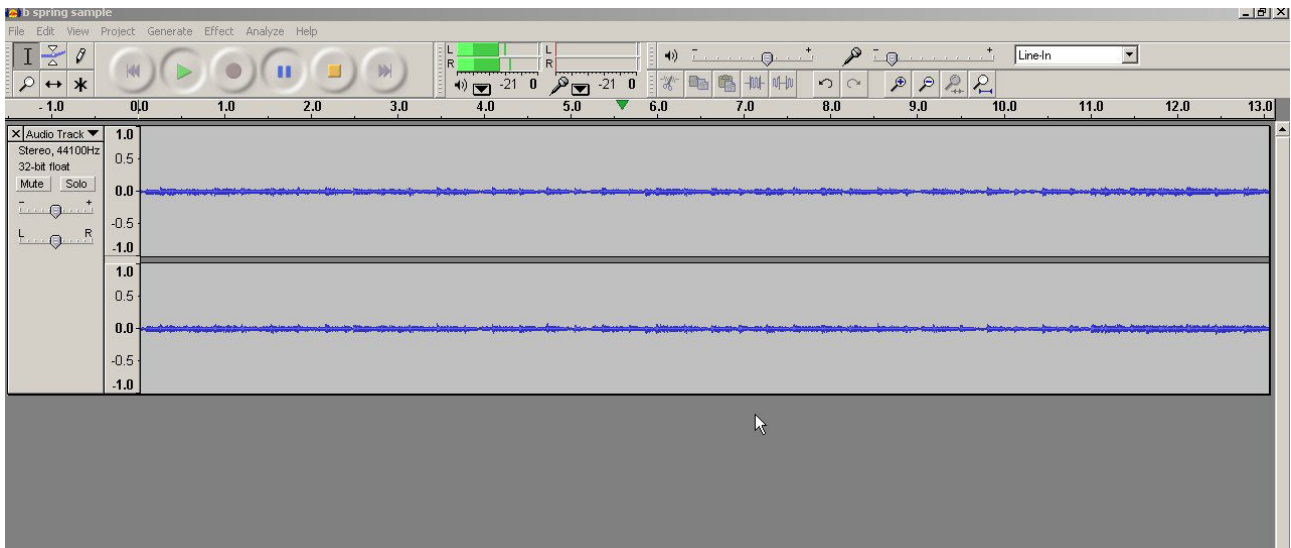 b spring sample
File Edit View Project Generate Effect Analyze Help
L
R
-21 0
L
R
-21 0
- +
- +
Line-In
- 1.0 0.0 1.0 2.0 3.0 4.0 5.0 6.0 7.0 8.0 9.0 10.0 11.0 12.0 13.0
X Audio Track
Stereo, 44100Hz
32-bit float
Mute Solo
- +
L R
1.0
0.5
0.0
-0.5
-1.0
1.0
0.5
0.0
-0.5
-1.0